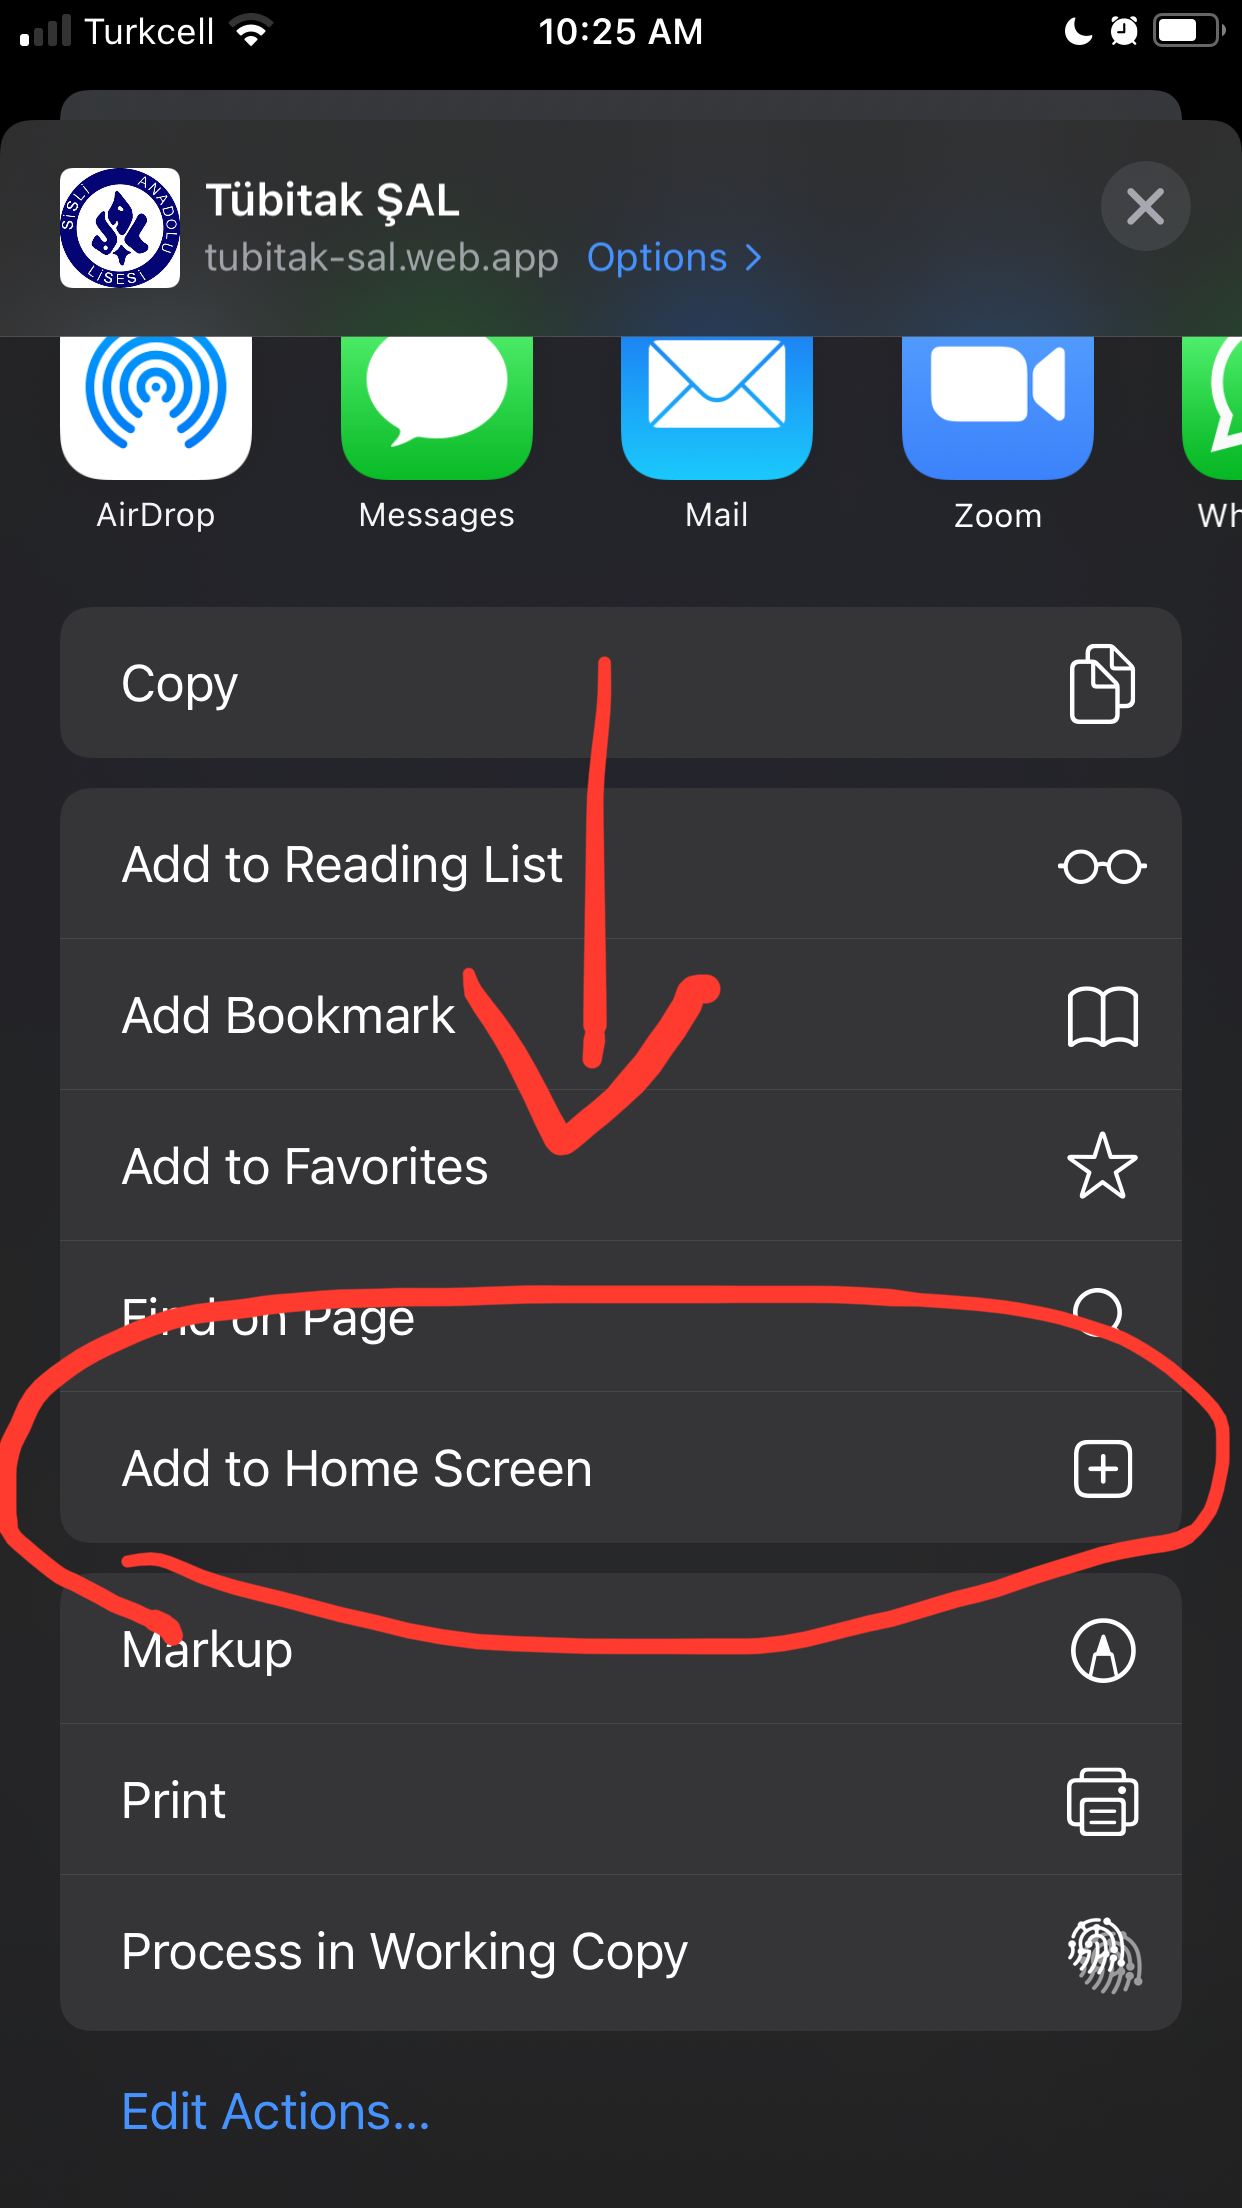 Turkcell
10:25 AM
ŞİŞLİ ANADOLU LİSESİ
Tübitak ŞAL
tubitak-sal.web.app Options
AirDrop Messages Mail Zoom Wh
Copy
Add to Reading List
Add Bookmark
Add to Favorites
Find on Page
Add to Home Screen
Markup
Print
Process in Working Copy
Edit Actions...